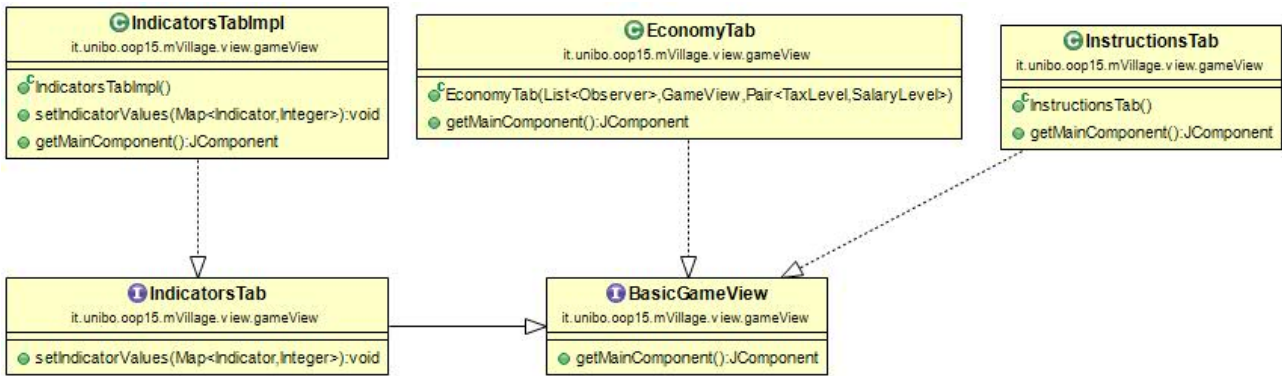 IndicatorsTabImpl
it.unibo.oop15.mVillage.view.gameView
IndicatorsTabImpl()
setIndicatorValues(Map<Indicator,Integer>):void
getMainComponent():JComponent
EconomyTab
it.unibo.oop15.mVillage.view.gameView
EconomyTab(List<Observer>,GameView,Pair<TaxLevel,SalaryLevel>)
getMainComponent():JComponent
InstructionsTab
it.unibo.oop15.mVillage.view.gameView
InstructionsTab()
getMainComponent():JComponent
IndicatorsTab
it.unibo.oop15.mVillage.view.gameView
setIndicatorValues(Map<Indicator,Integer>):void
BasicGameView
it.unibo.oop15.mVillage.view.gameView
getMainComponent():JComponent